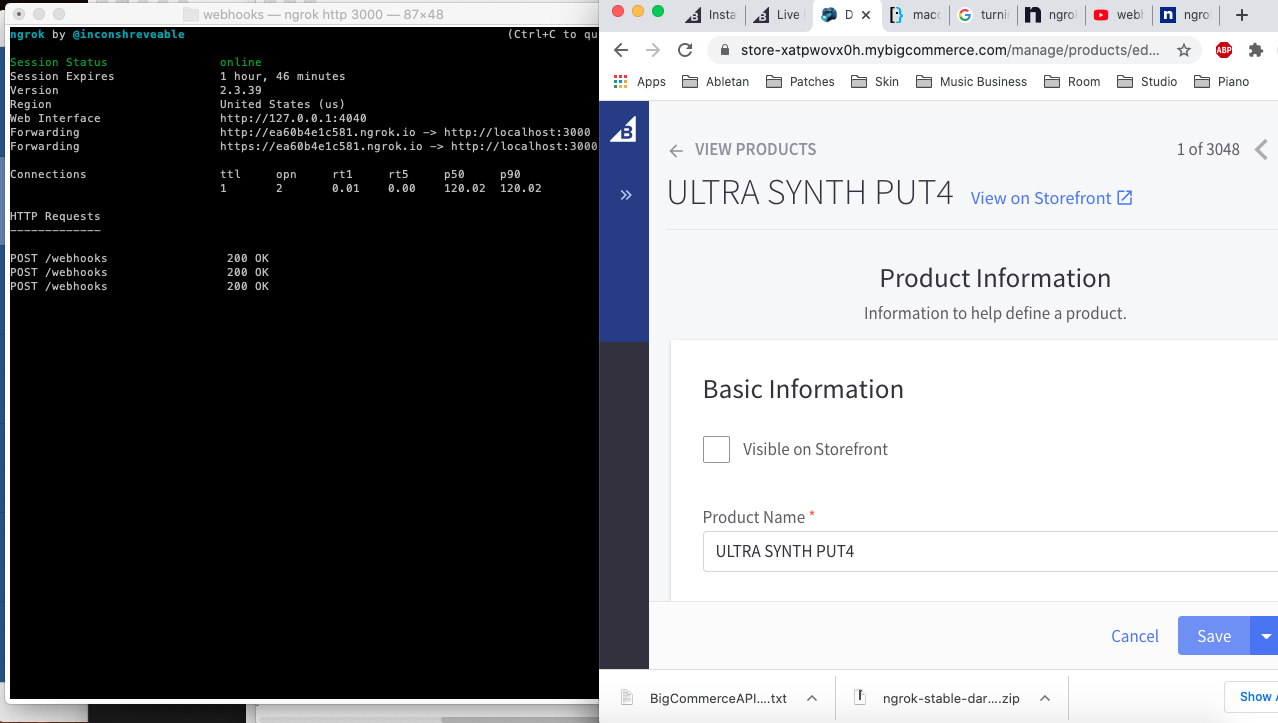 webhooks — ngrok http 3000 — 87×48
ngrok by @inconshreveable (Ctrl+C to qu
Session Status online
Session Expires 1 hour, 46 minutes
Version 2.3.39
Region United States (us)
Web Interface http://127.0.0.1:4040
Forwarding http://ea60b4e1c581.ngrok.io -> http://localhost:3000
Forwarding https://ea60b4e1c581.ngrok.io -> http://localhost:3000
Connections ttl opn rt1 rt5 p50 p90
1 2 0.01 0.00 120.02 120.02
HTTP Requests
-------------
POST /webhooks 200 OK
POST /webhooks 200 OK
POST /webhooks 200 OK
Insta Live D macc turni ngro webh ngro
store-xatpwovx0h.mybigcommerce.com/manage/products/ed...
ABP
Apps Abletan Patches Skin Music Business Room Studio Piano
B
VIEW PRODUCTS 1 of 3048
ULTRA SYNTH PUT4 View on Storefront
Product Information
Information to help define a product.
Basic Information
Visible on Storefront
Product Name *
ULTRA SYNTH PUT4
Cancel Save
BigCommerceAPI....txt ngrok-stable-dar....zip Show A